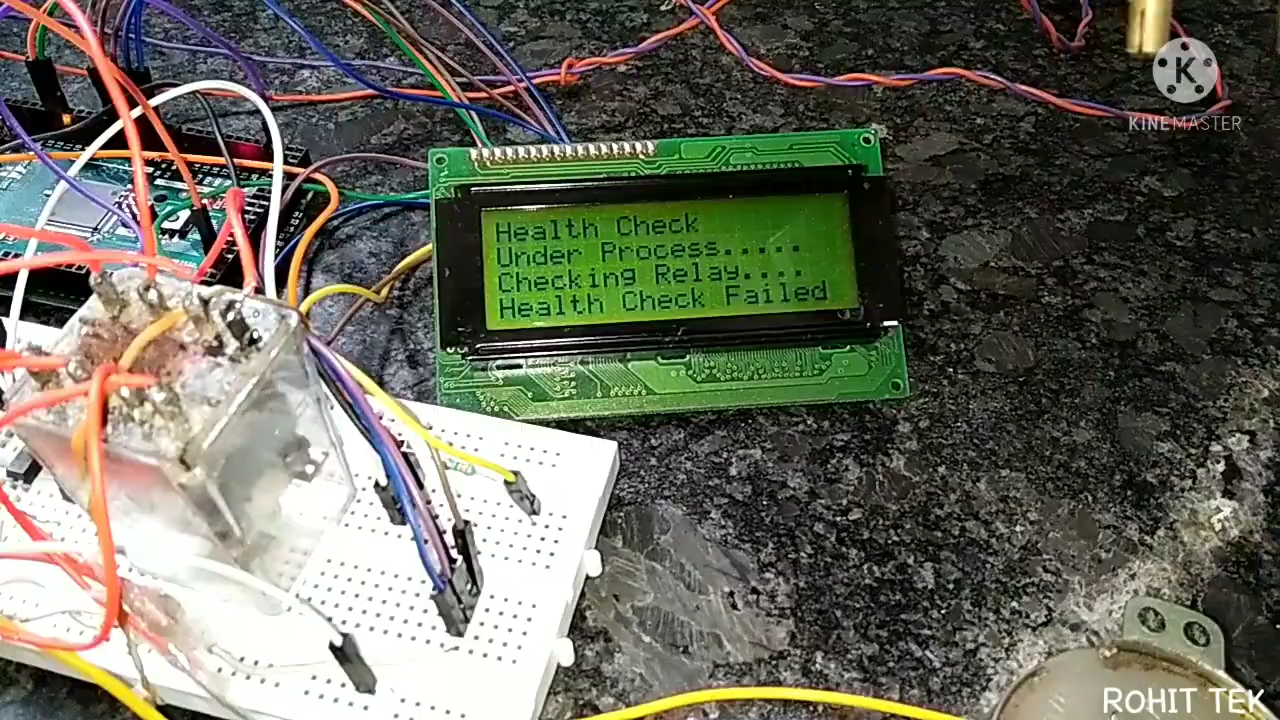 K
KINEMASTER
Health Check
Under Process.....
Checking Relay....
Health Check Failed
ROHIT TEK